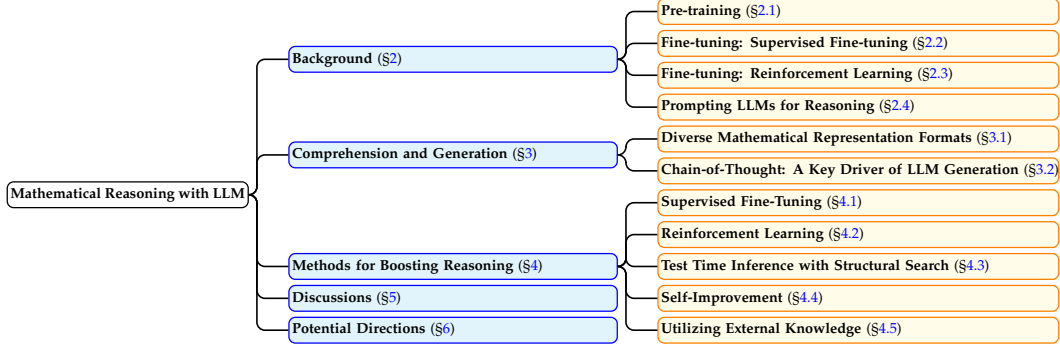 Mathematical Reasoning with LLM
Background (§2)
Pre-training (§2.1)
Fine-tuning: Supervised Fine-tuning (§2.2)
Fine-tuning: Reinforcement Learning (§2.3)
Prompting LLMs for Reasoning (§2.4)
Comprehension and Generation (§3)
Diverse Mathematical Representation Formats (§3.1)
Chain-of-Thought: A Key Driver of LLM Generation (§3.2)
Methods for Boosting Reasoning (§4)
Supervised Fine-Tuning (§4.1)
Reinforcement Learning (§4.2)
Test Time Inference with Structural Search (§4.3)
Self-Improvement (§4.4)
Utilizing External Knowledge (§4.5)
Discussions (§5)
Potential Directions (§6)